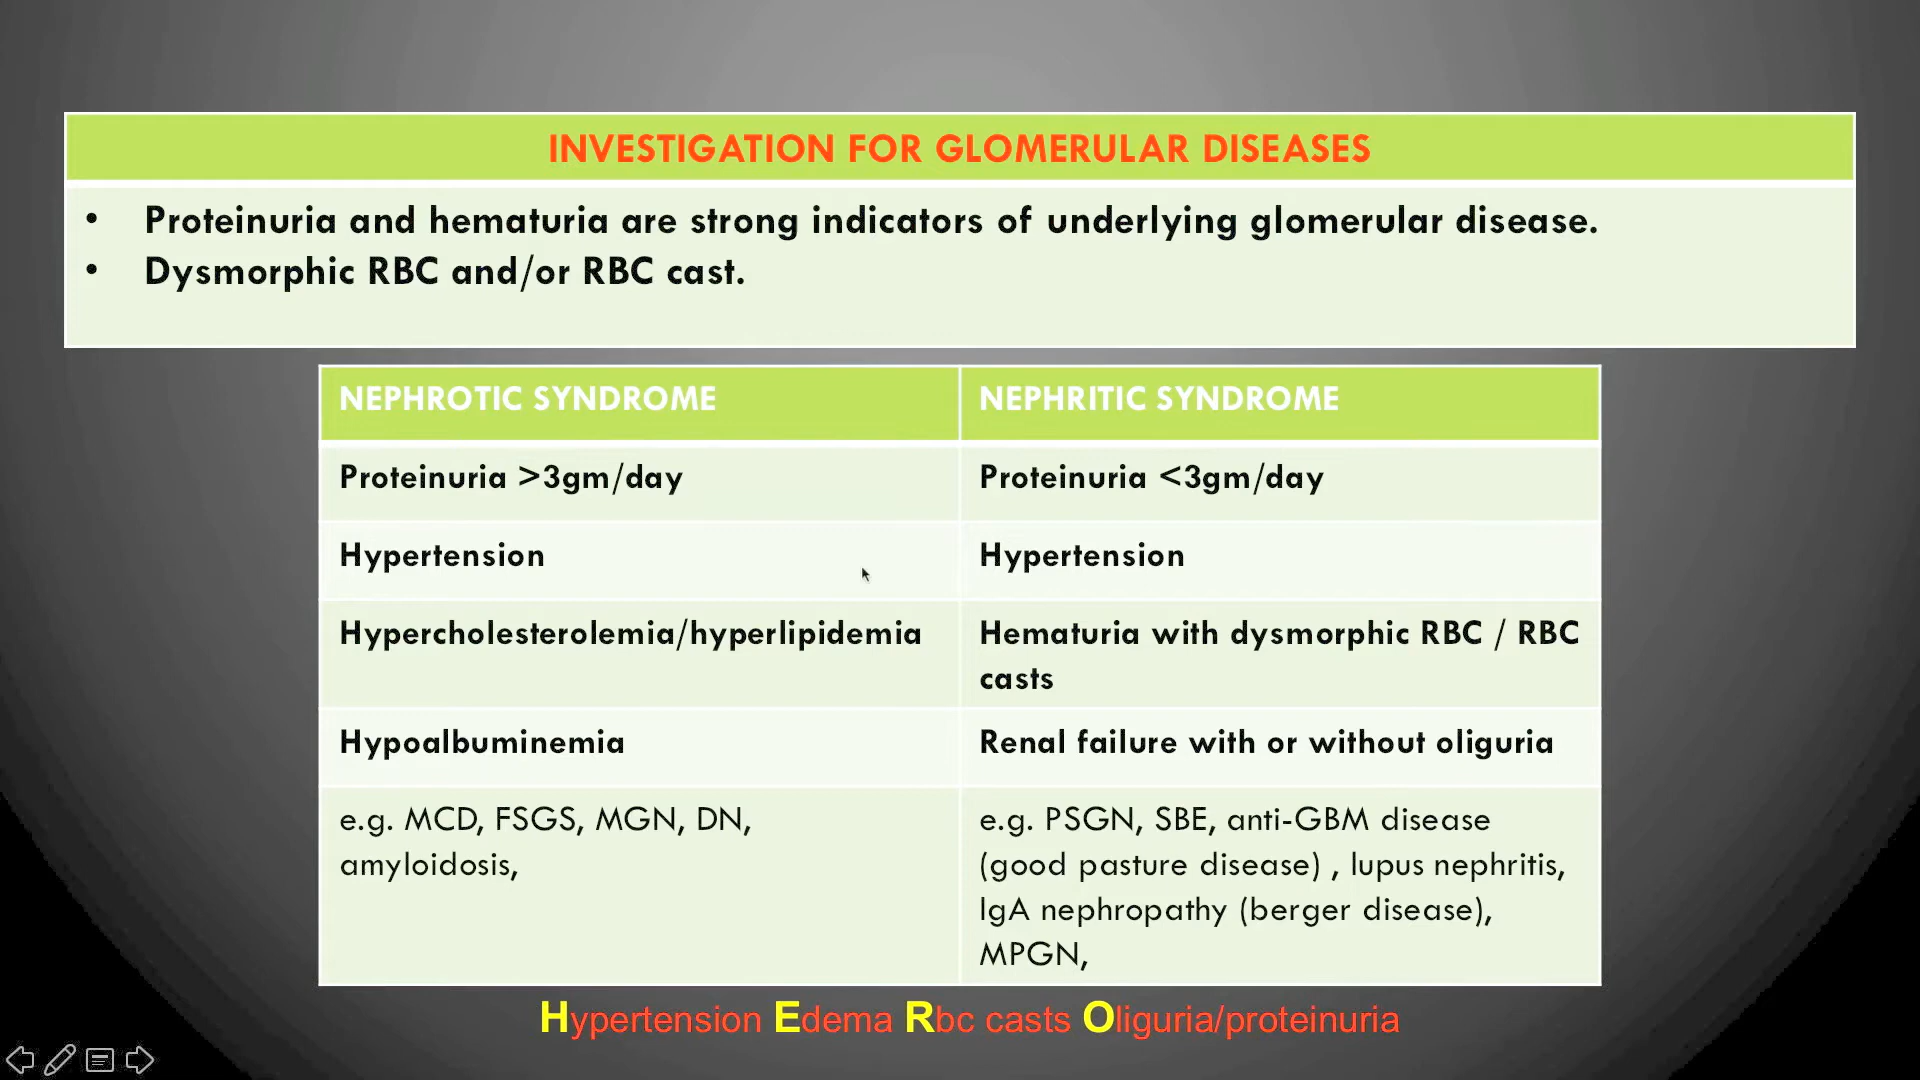 INVESTIGATION FOR GLOMERULAR DISEASES
• Proteinuria and hematuria are strong indicators of underlying glomerular disease.
• Dysmorphic RBC and/or RBC cast.
NEPHROTIC SYNDROME
NEPHRITIC SYNDROME
Proteinuria >3gm/day
Proteinuria <3gm/day
Hypertension
Hypertension
Hypercholesterolemia/hyperlipidemia
Hematuria with dysmorphic RBC / RBC
casts
Hypoalbuminemia
Renal failure with or without oliguria
e.g. MCD, FSGS, MGN, DN,
amyloidosis,
e.g. PSGN, SBE, anti-GBM disease
(good pasture disease) , lupus nephritis,
IgA nephropathy (berger disease),
MPGN,
Hypertension Edema Rbc casts Oliguria/proteinuria